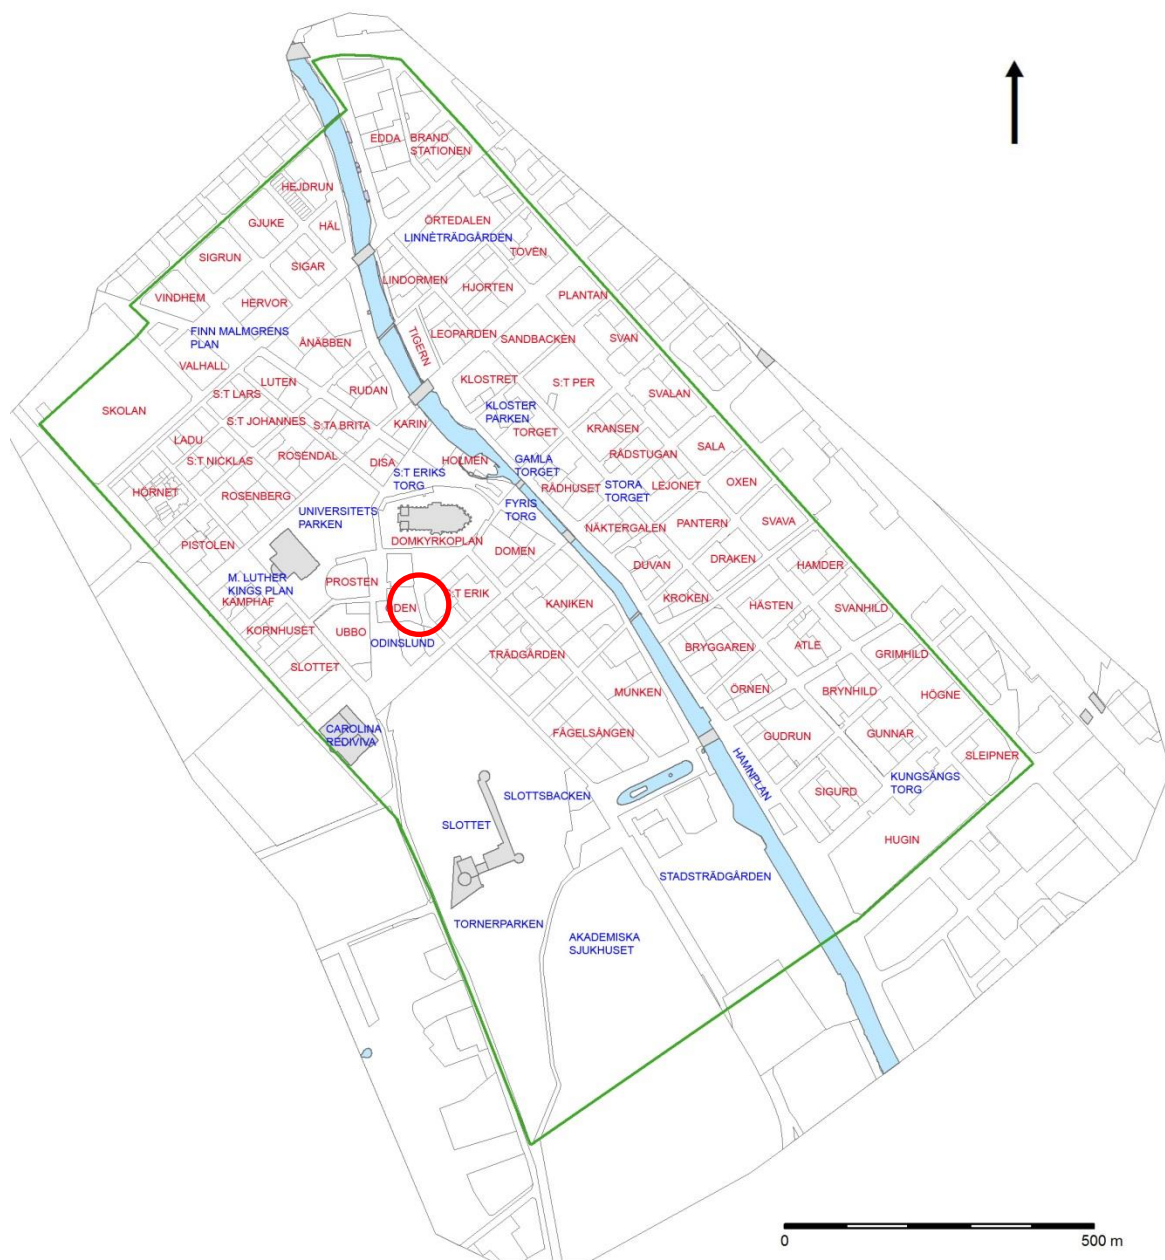 EDDA
BRAND
STATIONEN
HEJDRUN
GJUKE
HÄL
ÖRTEDALEN
LINNÉTRÄDGÅRDEN
SIGRUN
TOVEN
SIGAR
LINDORMEN
HJORTEN
VINDHEM
HERVOR
PLANTAN
FINN MALMGRENS
PLAN
ÅNÄBBEN
TIGERN
LEOPARDEN
SANDBACKEN
SVAN
VALHALL
LUTEN
RUDAN
KLOSTRET
S:T PER
S:T LARS
SVALAN
SKOLAN
KLOSTER
PARKEN
S:T JOHANNES
S:TA BRITA
KARIN
TORGET
KRANSEN
LADU
SALA
S:T NICKLAS
ROSENDAL
DISA
HOLMEN
GAMLA
TORGET
RÅDSTUGAN
S:T ERIKS
TORG
HÖRNET
ROSENBERG
RÅDHUSET
STORA
TORGET
LEJONET
OXEN
UNIVERSITETS
PARKEN
FYRIS
TORG
NÄKTERGALEN
PANTERN
SVAVA
PISTOLEN
DOMKYRKOPLAN
DOMEN
DUVAN
DRAKEN
HAMDER
M. LUTHER
KINGS PLAN
PROSTEN
KAMPHAF
ODEN
S:T ERIK
KANIKEN
KROKEN
HÄSTEN
SVANHILD
KORNHUSET
UBBO
ODINSLUND
TRÄDGÅRDEN
BRYGGAREN
ATLE
GRIMHILD
SLOTTET
MUNKEN
ÖRNEN
BRYNHILD
HÖGNE
CAROLINA
REDIVIVA
FÅGELSÅNGEN
HAMNPLAN
GUDRUN
GUNNAR
SLEIPNER
KUNGSÄNGS
TORG
SLOTTSBACKEN
SIGURD
SLOTTET
HUGIN
STADSTRÄDGÅRDEN
TORNERPARKEN
AKADEMISKA
SJUKHUSET
0 500 m